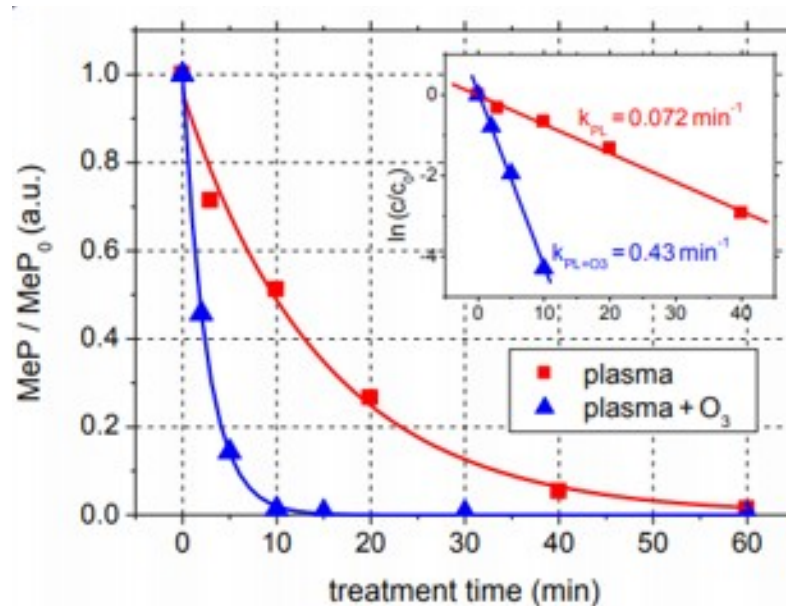 MeP / MeP₀ (a.u.)
1.0
0.8
0.6
0.4
0.2
0.0
0 10 20 30 40 50 60
treatment time (min)
ln (c/c₀)
0
-2
-4
0 10 20 30 40
k_PL = 0.072 min⁻¹
k_PL+O3 = 0.43 min⁻¹
plasma
plasma + O₃